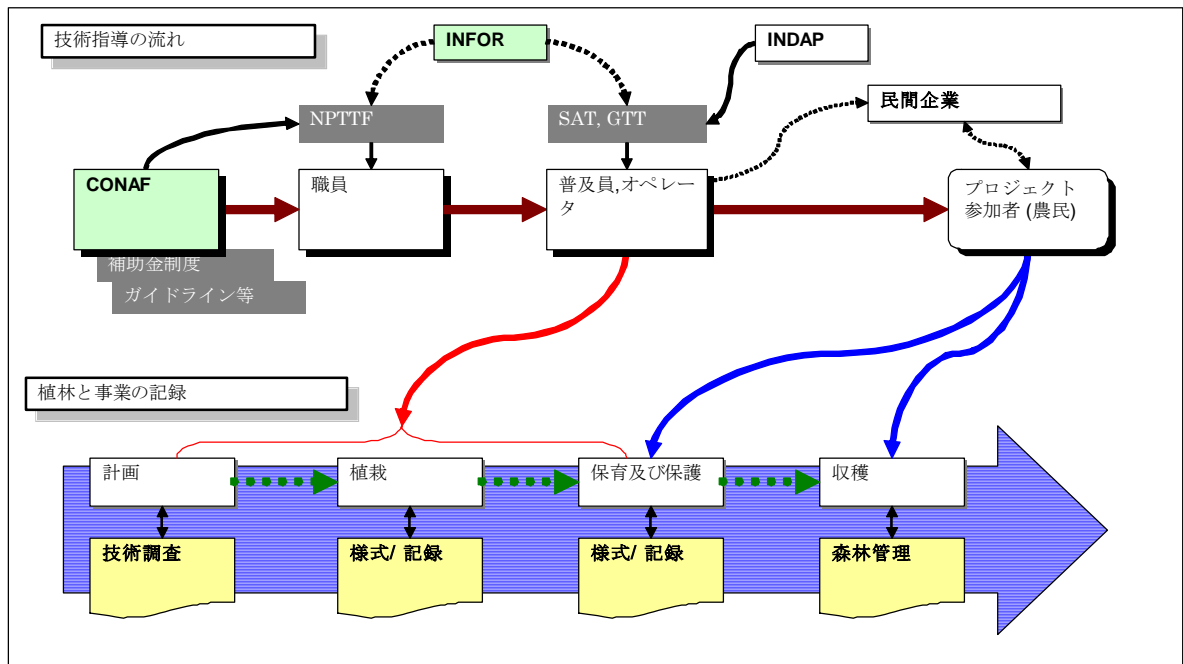 技術指導の流れ
INFOR
INDAP
民間企業
NPTTF
SAT, GTT
CONAF
職員
普及員,オペレー
タ
プロジェクト
参加者 (農民)
補助金制度
ガイドライン等
植林と事業の記録
計画
植栽
保育及び保護
収穫
技術調査
様式/ 記録
様式/ 記録
森林管理